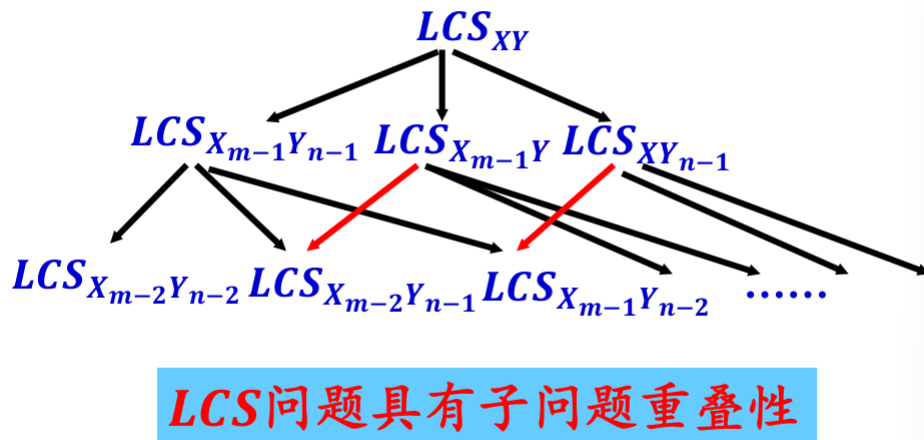 LCS_{XY}
LCS_{X_{m-1}Y_{n-1}} LCS_{X_{m-1}Y} LCS_{XY_{n-1}}
LCS_{X_{m-2}Y_{n-2}} LCS_{X_{m-2}Y_{n-1}} LCS_{X_{m-1}Y_{n-2}} ……
LCS问题具有子问题重叠性